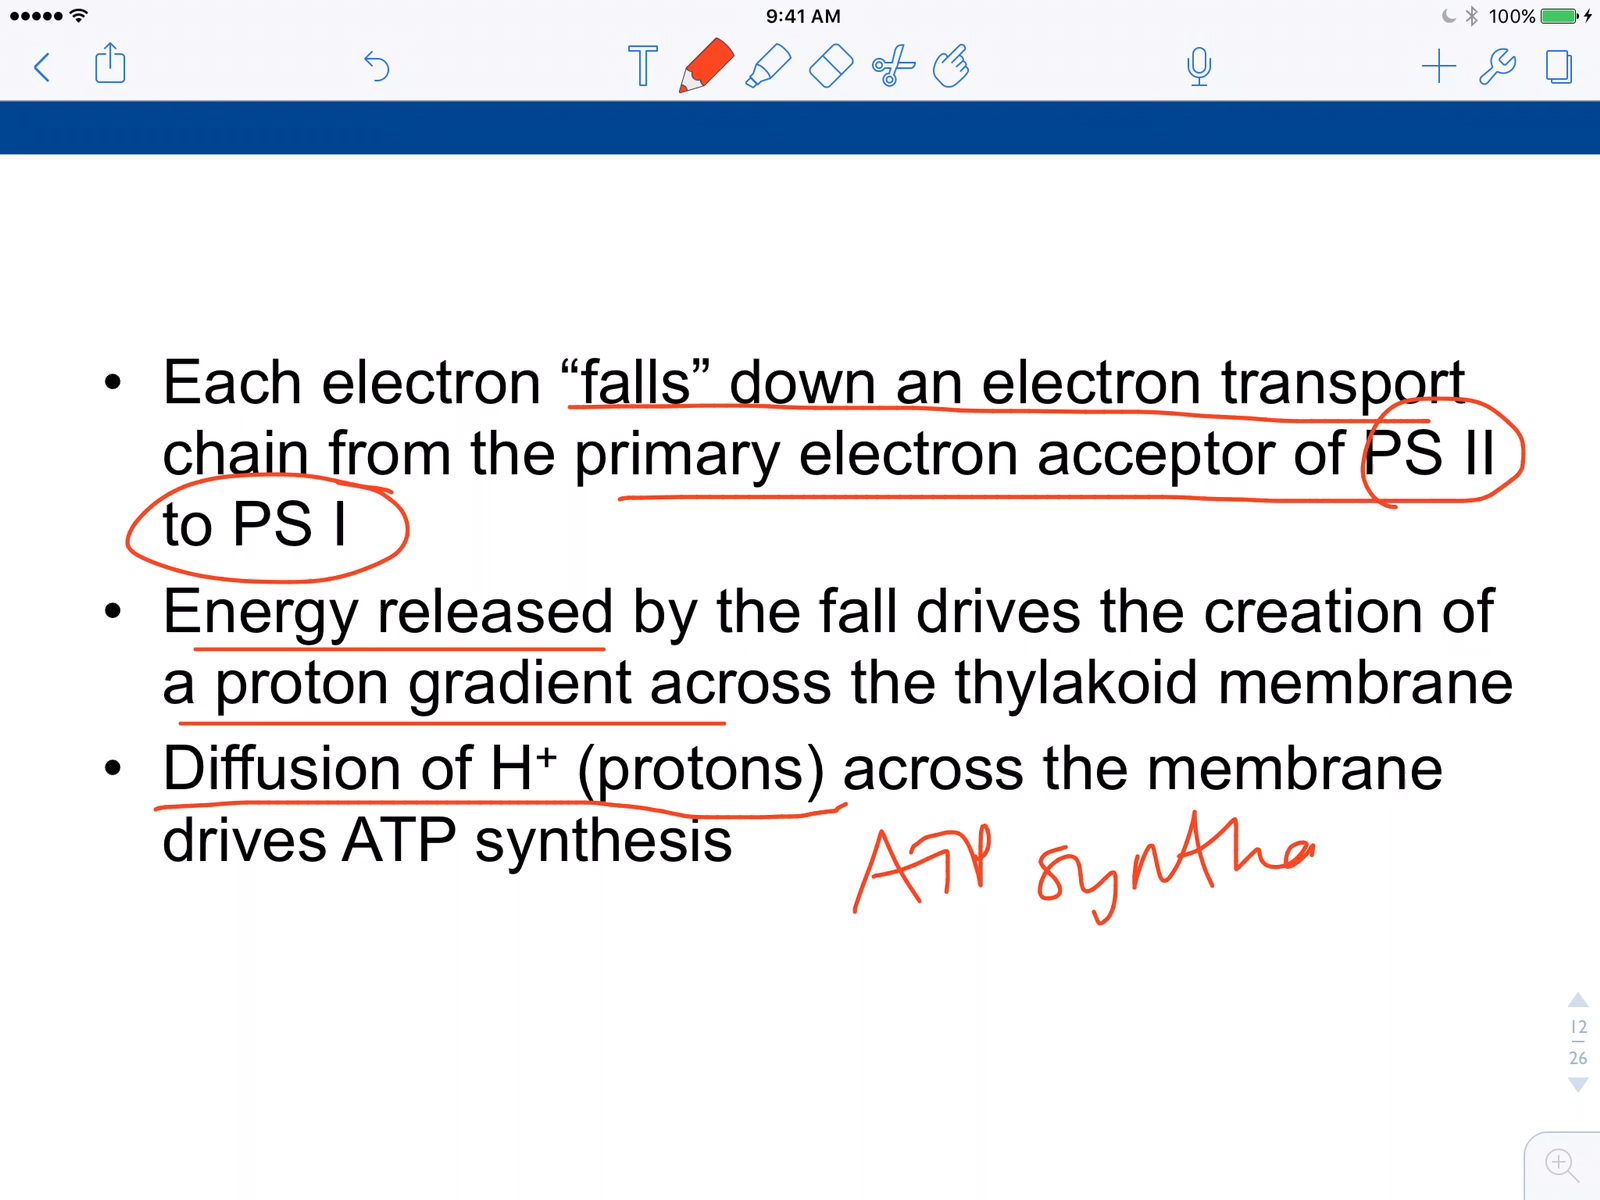 9:41 AM
100%
T
• Each electron “falls” down an electron transport
chain from the primary electron acceptor of PS II
to PS I
• Energy released by the fall drives the creation of
a proton gradient across the thylakoid membrane
• Diffusion of H⁺ (protons) across the membrane
drives ATP synthesis
ATP syntha
12
26